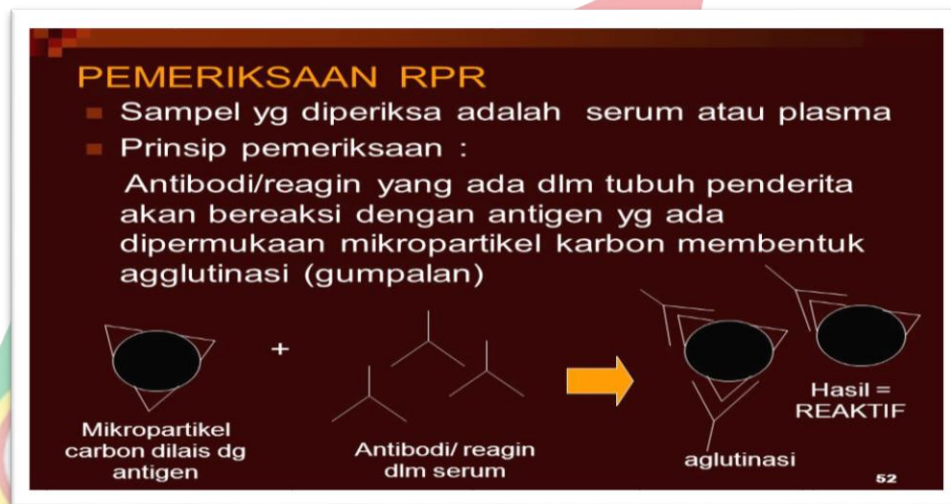 PEMERIKSAAN RPR
Sampel yg diperiksa adalah serum atau plasma
Prinsip pemeriksaan :
Antibodi/reagin yang ada dlm tubuh penderita
akan bereaksi dengan antigen yg ada
dipermukaan mikropartikel karbon membentuk
agglutinasi (gumpalan)
+
Mikropartikel
carbon dilais dg
antigen
Antibodi/ reagin
dlm serum
aglutinasi
Hasil =
REAKTIF
52